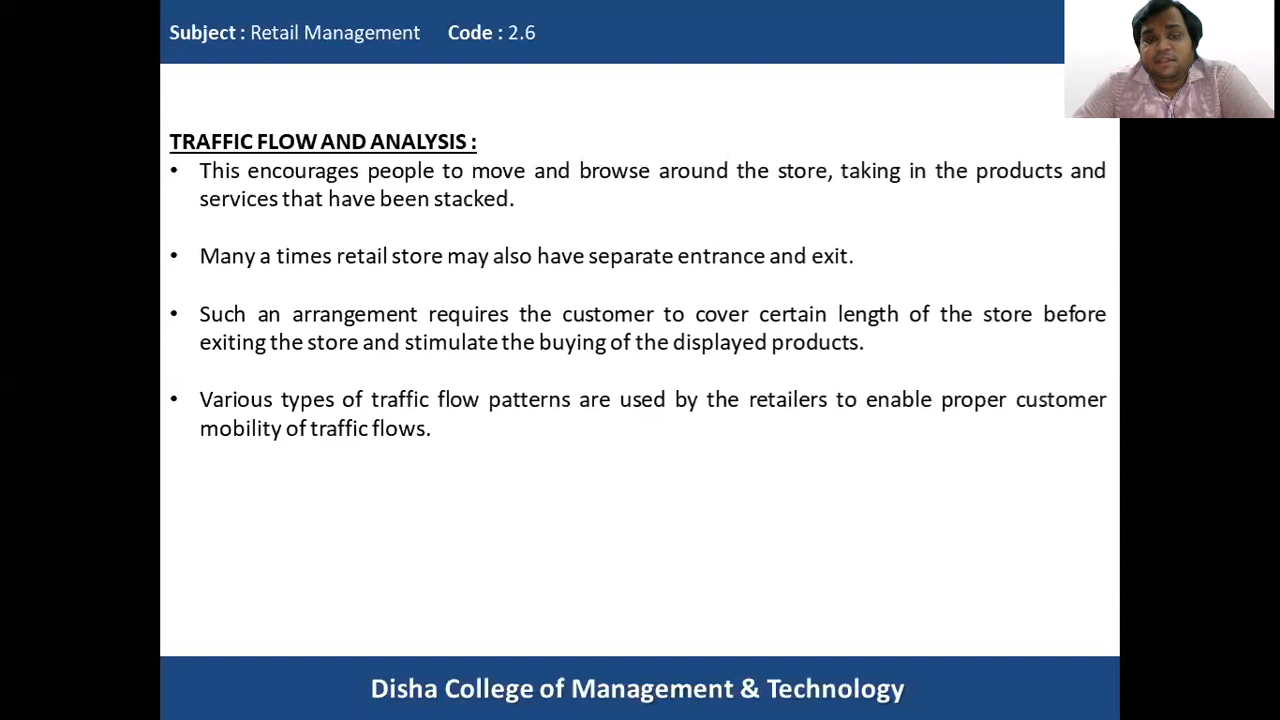 Subject : Retail Management Code : 2.6
TRAFFIC FLOW AND ANALYSIS :
• This encourages people to move and browse around the store, taking in the products and
services that have been stacked.
• Many a times retail store may also have separate entrance and exit.
• Such an arrangement requires the customer to cover certain length of the store before
exiting the store and stimulate the buying of the displayed products.
• Various types of traffic flow patterns are used by the retailers to enable proper customer
mobility of traffic flows.
Disha College of Management & Technology